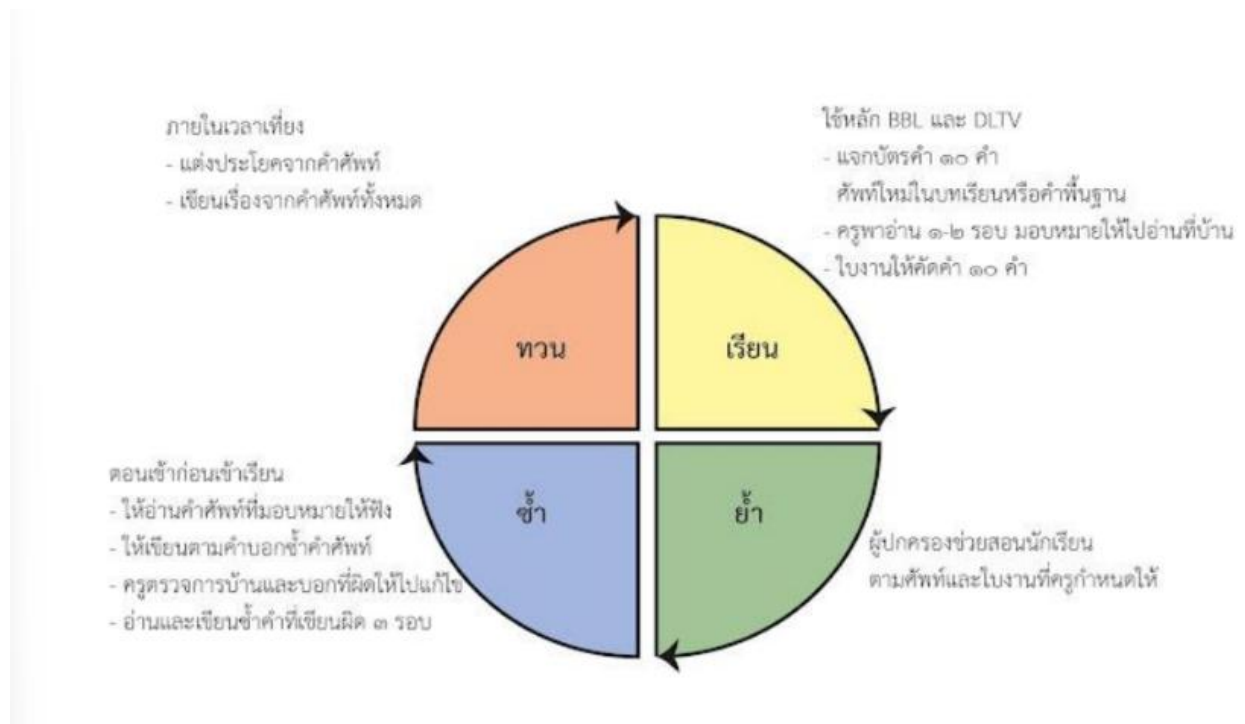 ภายในเวลาเที่ยง
- แต่งประโยคจากคำศัพท์
- เขียนเรื่องจากคำศัพท์ทั้งหมด
ใช้หลัก BBL และ DLTV
- แจกบัตรคำ ๑๐ คำ
ศัพท์ใหม่ในบทเรียนหรือคำพื้นฐาน
- ครูพาอ่าน ๑-๒ รอบ มอบหมายให้ไปอ่านที่บ้าน
- ใบงานให้คัดคำ ๑๐ คำ
ทวน
เรียน
ตอนเช้าก่อนเข้าเรียน
- ให้อ่านคำศัพท์ที่มอบหมายให้ฟัง
- ให้เขียนตามคำบอกซ้ำคำศัพท์
- ครูตรวจการบ้านและบอกที่ผิดให้ไปแก้ไข
- อ่านและเขียนซ้ำคำที่เขียนผิด ๓ รอบ
ซ้ำ
ย้ำ
ผู้ปกครองช่วยสอนนักเรียน
ตามศัพท์และใบงานที่ครูกำหนดให้